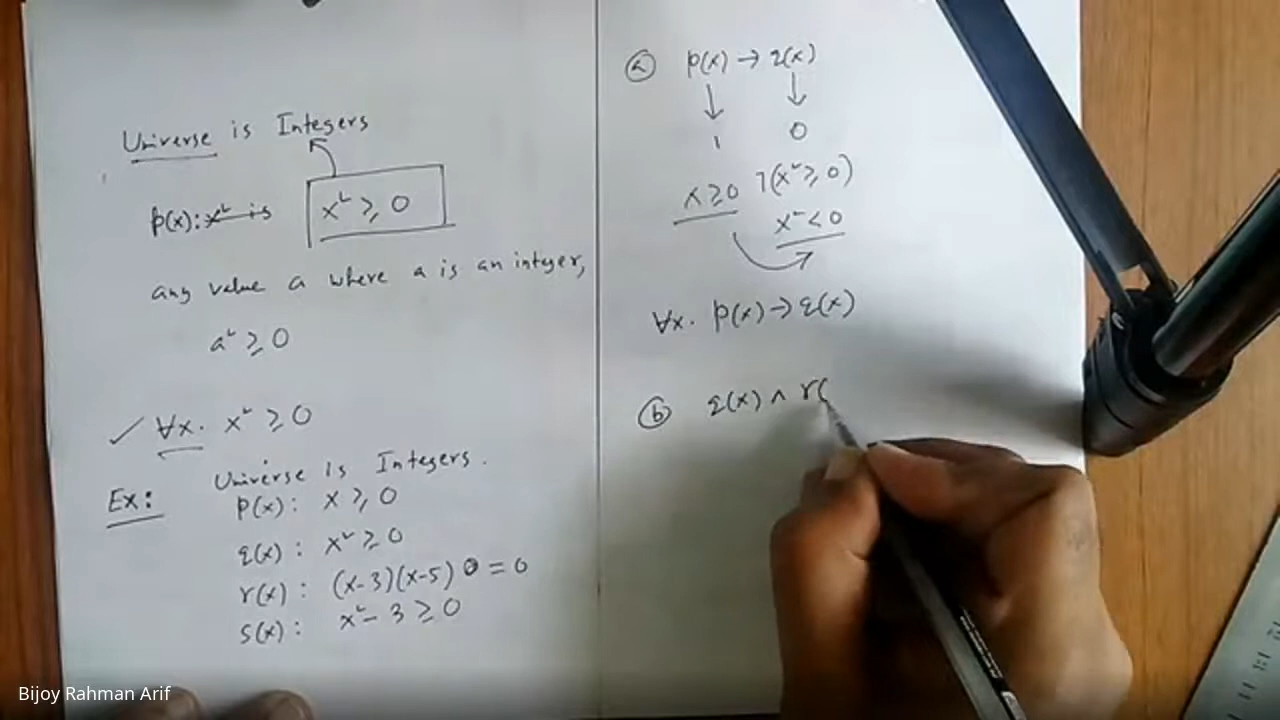 Universe is Integers
p(x): x² is x² ≥ 0
any value a where a is an integer,
a² ≥ 0
✓ ∀x. x² ≥ 0
Universe is Integers.
Ex: p(x): x ≥ 0
q(x): x² ≥ 0
r(x): (x-3)(x-5) = 0
s(x): x² - 3 ≥ 0
ⓐ p(x) → q(x)
↓ ↓
1 0
x ≥ 0 ¬(x² ≥ 0)
x² < 0
∀x. p(x) → q(x)
ⓑ q(x) ∧ r(
Bijoy Rahman Arif